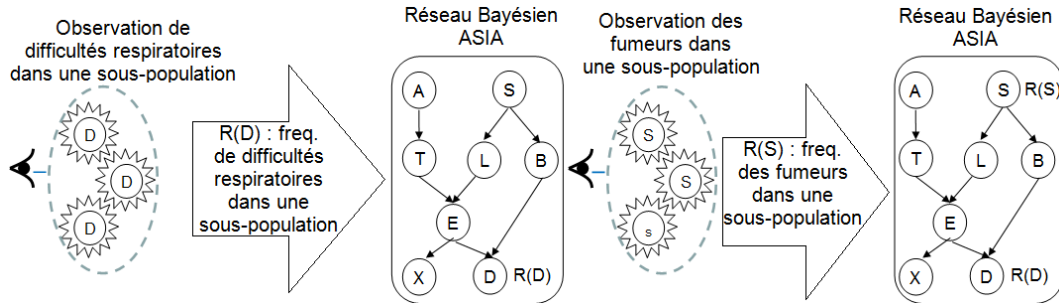 Observation de
difficultés respiratoires
dans une sous-population
D
D
D
R(D) : freq.
de difficultés
respiratoires
dans une
sous-population
Réseau Bayésien
ASIA
A
S
T
L
B
E
X
D
R(D)
Observation des
fumeurs dans
une sous-population
S
S
s
R(S) : freq.
des fumeurs
dans une
sous-population
Réseau Bayésien
ASIA
A
S
R(S)
T
L
B
E
X
D
R(D)